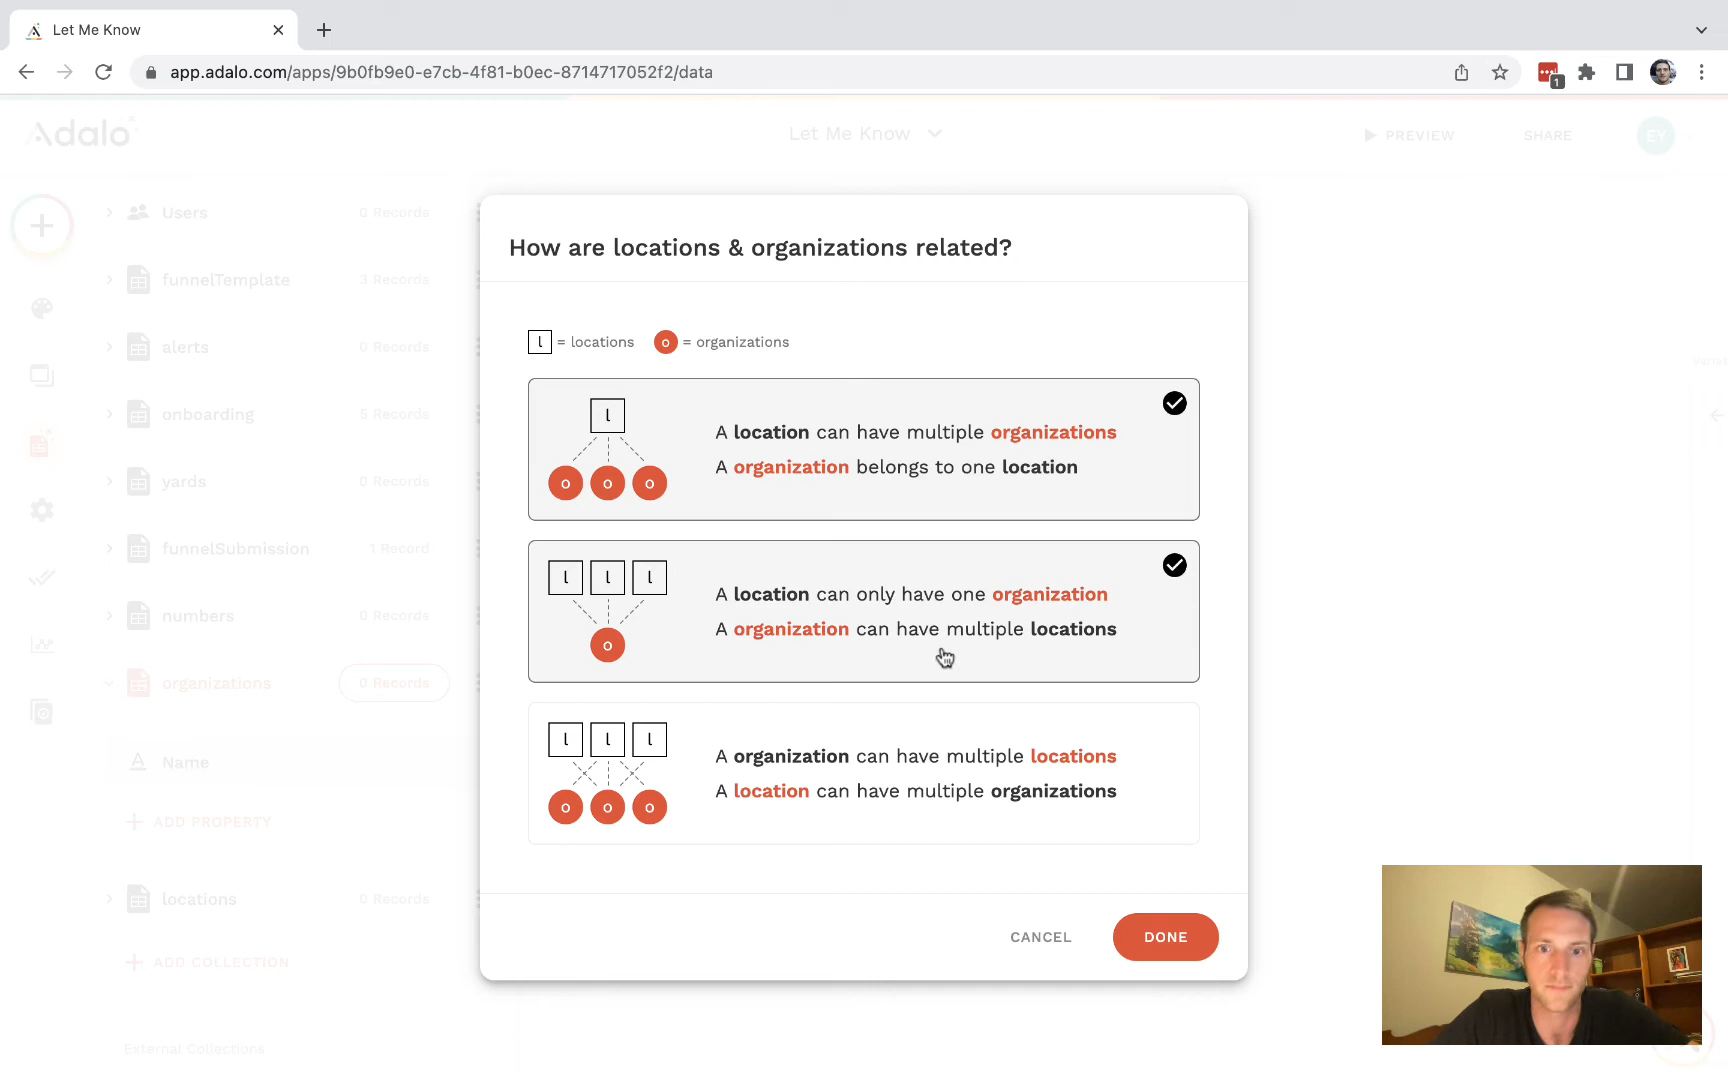 Let Me Know
app.adalo.com/apps/9b0fb9e0-e7cb-4f81-b0ec-8714717052f2/data
1
Adalo
Let Me Know
PREVIEW
SHARE
EY
Users 0 Records
funnelTemplate 3 Records
alerts 0 Records
onboarding 5 Records
yards 0 Records
funnelSubmission 1 Record
numbers 0 Records
organizations 0 Records
Name
ADD PROPERTY
locations 0 Records
ADD COLLECTION
External Collections
How are locations & organizations related?
l = locations o = organizations
l
o o o
A location can have multiple organizations
A organization belongs to one location
l l l
o
A location can only have one organization
A organization can have multiple locations
l l l
o o o
A organization can have multiple locations
A location can have multiple organizations
CANCEL
DONE